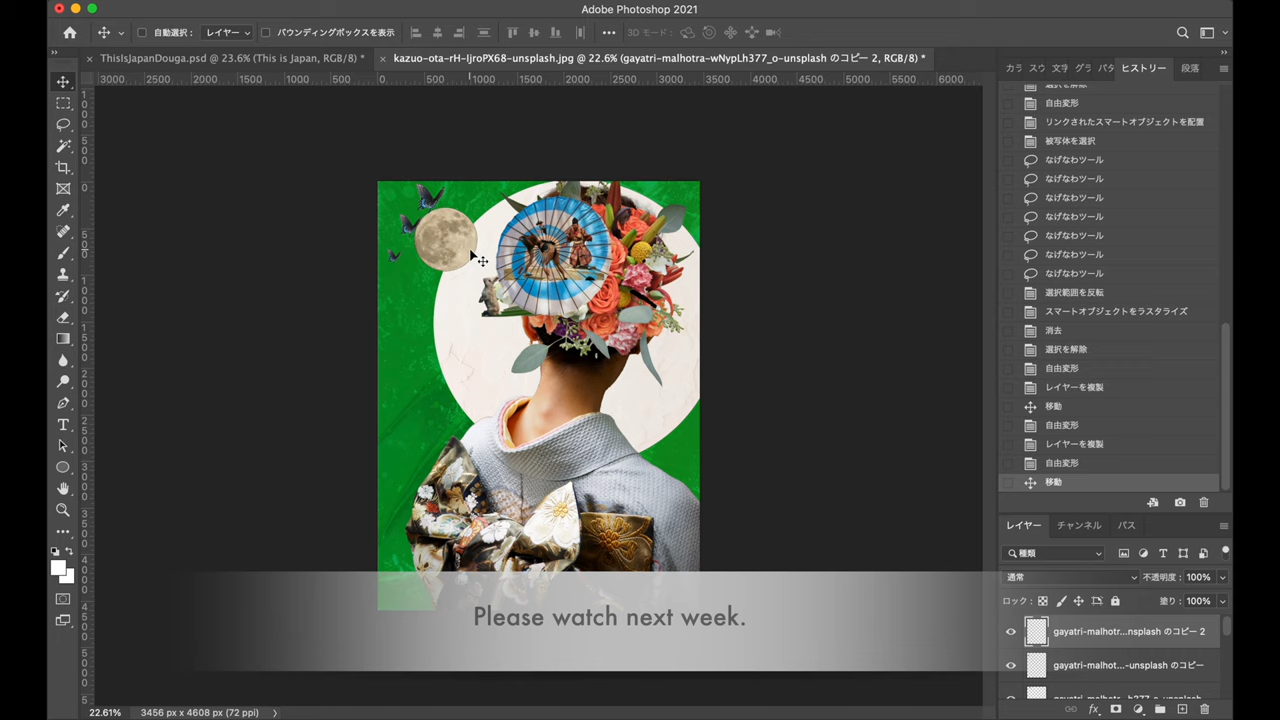 Adobe Photoshop 2021
自動選択： レイヤー バウンディングボックスを表示 3D モード：
ThisIsJapanDouga.psd @ 23.6% (This is Japan, RGB/8) *
kazuo-ota-rH-IjroPX68-unsplash.jpg @ 22.6% (gayatri-malhotra-wNypLh377_o-unsplash のコピー 2, RGB/8) *
3000 2500 2000 1500 1000 500 0 500 1000 1500 2000 2500 3000 3500 4000 4500 5000 5500 6000
カラ スウ 文字 グラ パタ ヒストリー 段落
自由変形
リンクされたスマートオブジェクトを配置
被写体を選択
なげなわツール
なげなわツール
なげなわツール
なげなわツール
なげなわツール
なげなわツール
なげなわツール
選択範囲を反転
スマートオブジェクトをラスタライズ
消去
選択を解除
自由変形
レイヤーを複製
移動
自由変形
レイヤーを複製
自由変形
移動
レイヤー チャンネル パス
種類
通常 不透明度： 100%
ロック： 塗り： 100%
gayatri-malhotr...nsplash のコピー 2
gayatri-malhot...-unsplash のコピー
Please watch next week.
22.61% 3456 px x 4608 px (72 ppi)